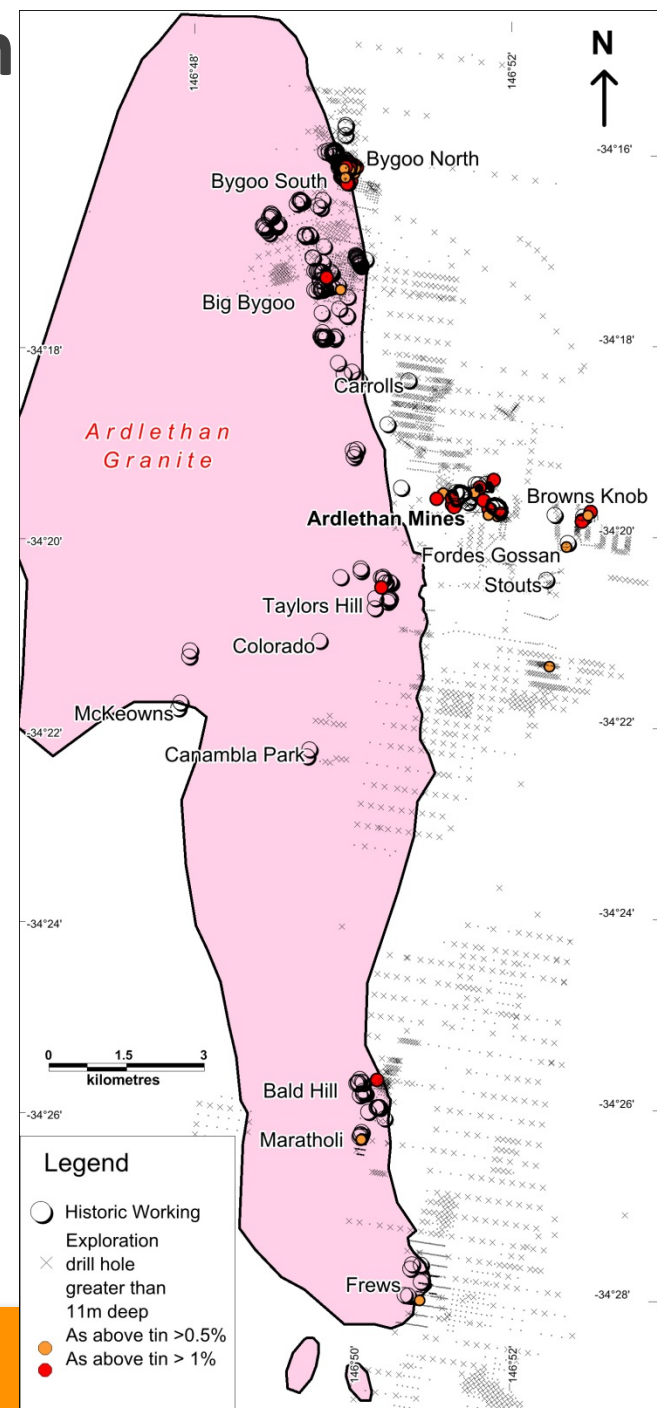 n
146°48'
146°52'
N
-34°16'
Bygoo North
Bygoo South
Big Bygoo
-34°18'
-34°18'
Carrolls
Ardlethan
Granite
Browns Knob
Ardlethan Mines
-34°20'
-34°20'
Fordes Gossan
Stouts
Taylors Hill
Colorado
McKeowns
-34°22'
-34°22'
Canambla Park
-34°24'
-34°24'
0 1.5 3
kilometres
Bald Hill
-34°26'
-34°26'
Maratholi
Legend
Historic Working
Exploration
drill hole
greater than
11m deep
As above tin >0.5%
As above tin > 1%
Frews
-34°28'
146°50'
146°52'